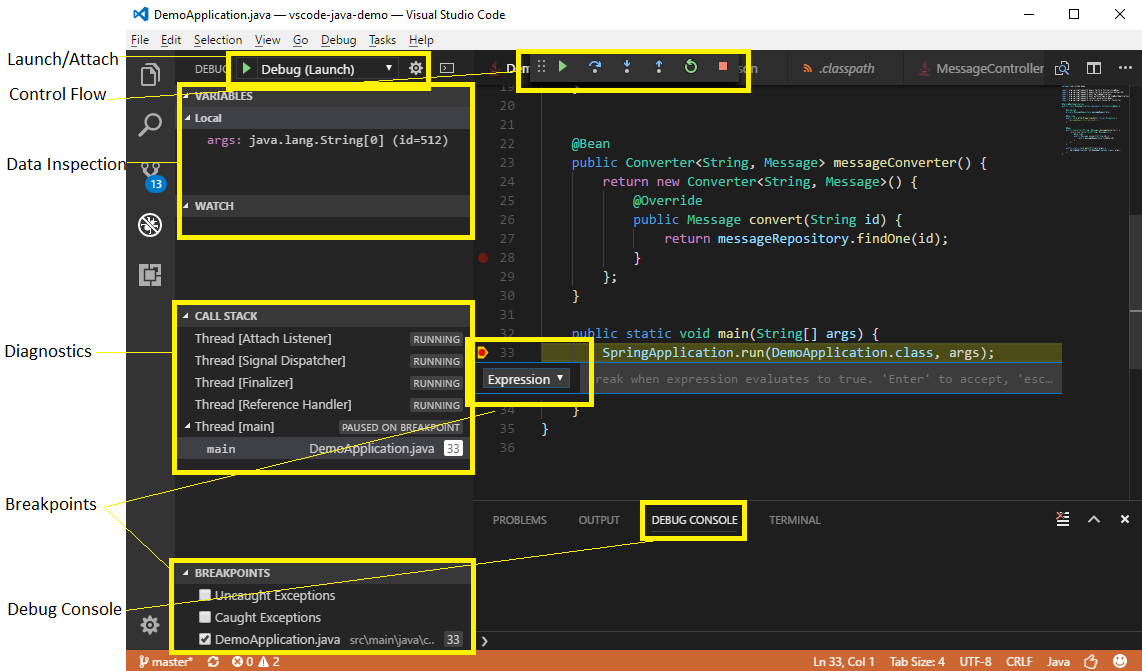 DemoApplication.java — vscode-java-demo — Visual Studio Code
File Edit Selection View Go Debug Tasks Help
Launch/Attach
DEBUG
Debug (Launch)
Dem
.classpath
MessageController
Control Flow
VARIABLES
Local
args: java.lang.String[0] (id=512)
Data Inspection
13
WATCH
19 }
20
21
22 @Bean
23 public Converter<String, Message> messageConverter() {
24 return new Converter<String, Message>() {
25 @Override
26 public Message convert(String id) {
27 return messageRepository.findOne(id);
28 }
29 };
30 }
31
32 public static void main(String[] args) {
33 SpringApplication.run(DemoApplication.class, args);
Expression
reak when expression evaluates to true. 'Enter' to accept, 'esc…
34 }
35 }
36
Diagnostics
CALL STACK
Thread [Attach Listener] RUNNING
Thread [Signal Dispatcher] RUNNING
Thread [Finalizer] RUNNING
Thread [Reference Handler] RUNNING
Thread [main] PAUSED ON BREAKPOINT
main DemoApplication.java 33
Breakpoints
PROBLEMS OUTPUT DEBUG CONSOLE TERMINAL
BREAKPOINTS
Uncaught Exceptions
Caught Exceptions
DemoApplication.java src\main\java\c.. 33
Debug Console
master* 0 2
Ln 33, Col 1 Tab Size: 4 UTF-8 CRLF Java